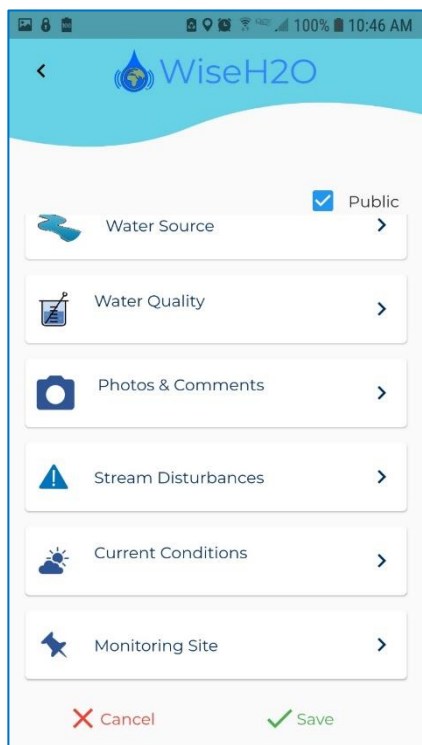 100% 10:46 AM
WiseH2O
Public
Water Source
Water Quality
Photos & Comments
Stream Disturbances
Current Conditions
Monitoring Site
Cancel
Save